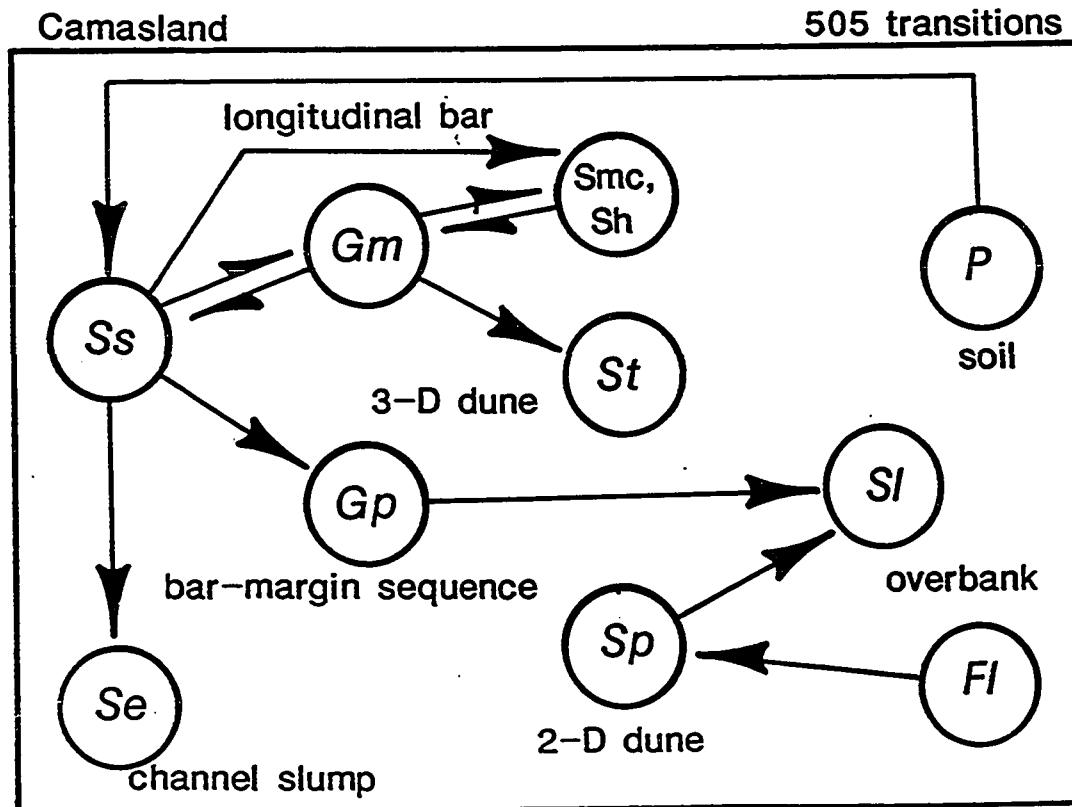 Camasland 505 transitions
longitudinal bar
Smc,
Sh
Gm
P
Ss
soil
St
3-D dune
Sl
Gp
bar-margin sequence
overbank
Sp
Fl
Se
2-D dune
channel slump